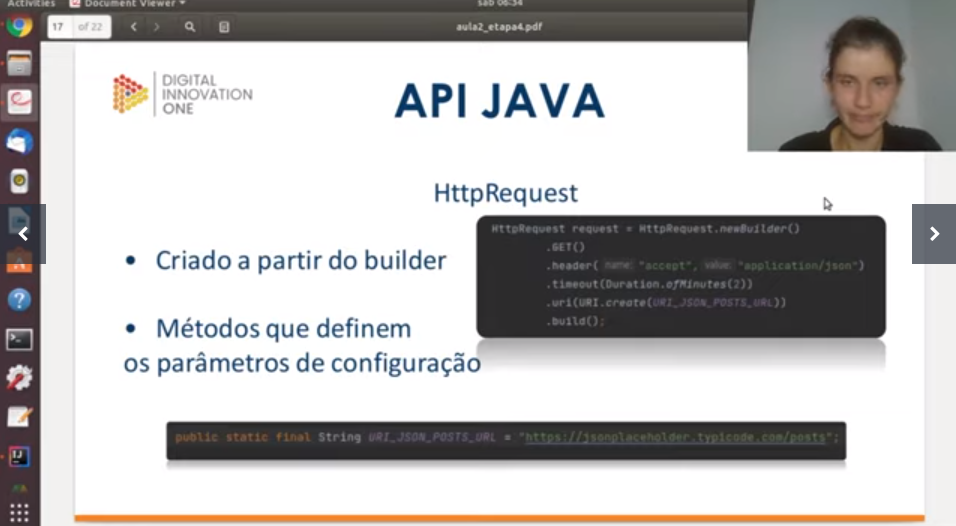 Activities
Document Viewer
sáb 06:34
17
of 22
aula2_etapa4.pdf
DIGITAL
INNOVATION
ONE
API JAVA
HttpRequest
• Criado a partir do builder
• Métodos que definem
os parâmetros de configuração
HttpRequest request = HttpRequest.newBuilder()
.GET()
.header( name: "accept", value: "application/json")
.timeout(Duration.ofMinutes(2))
.uri(URI.create(URI_JSON_POSTS_URL))
.build();
public static final String URI_JSON_POSTS_URL = "https://jsonplaceholder.typicode.com/posts";